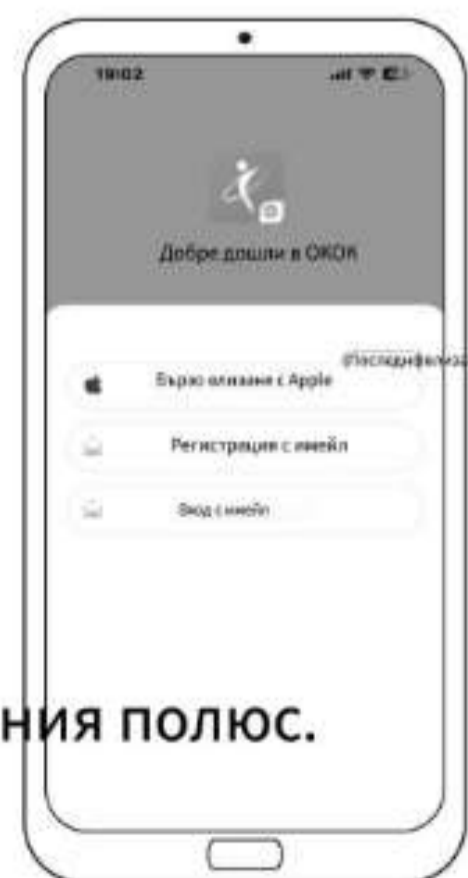 19:02
Добре дошли в ОКОК
Бързо влизане с Apple
Регистрация с имейл
Вход с имейл
ния полюс.